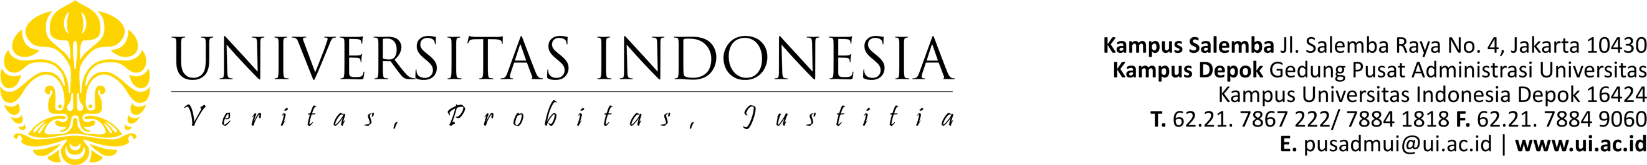 UNIVERSITAS INDONESIA
Veritas, Probitas, Justitia
Kampus Salemba Jl. Salemba Raya No. 4, Jakarta 10430
Kampus Depok Gedung Pusat Administrasi Universitas
Kampus Universitas Indonesia Depok 16424
T. 62.21. 7867 222/ 7884 1818 F. 62.21. 7884 9060
E. pusadmui@ui.ac.id | www.ui.ac.id